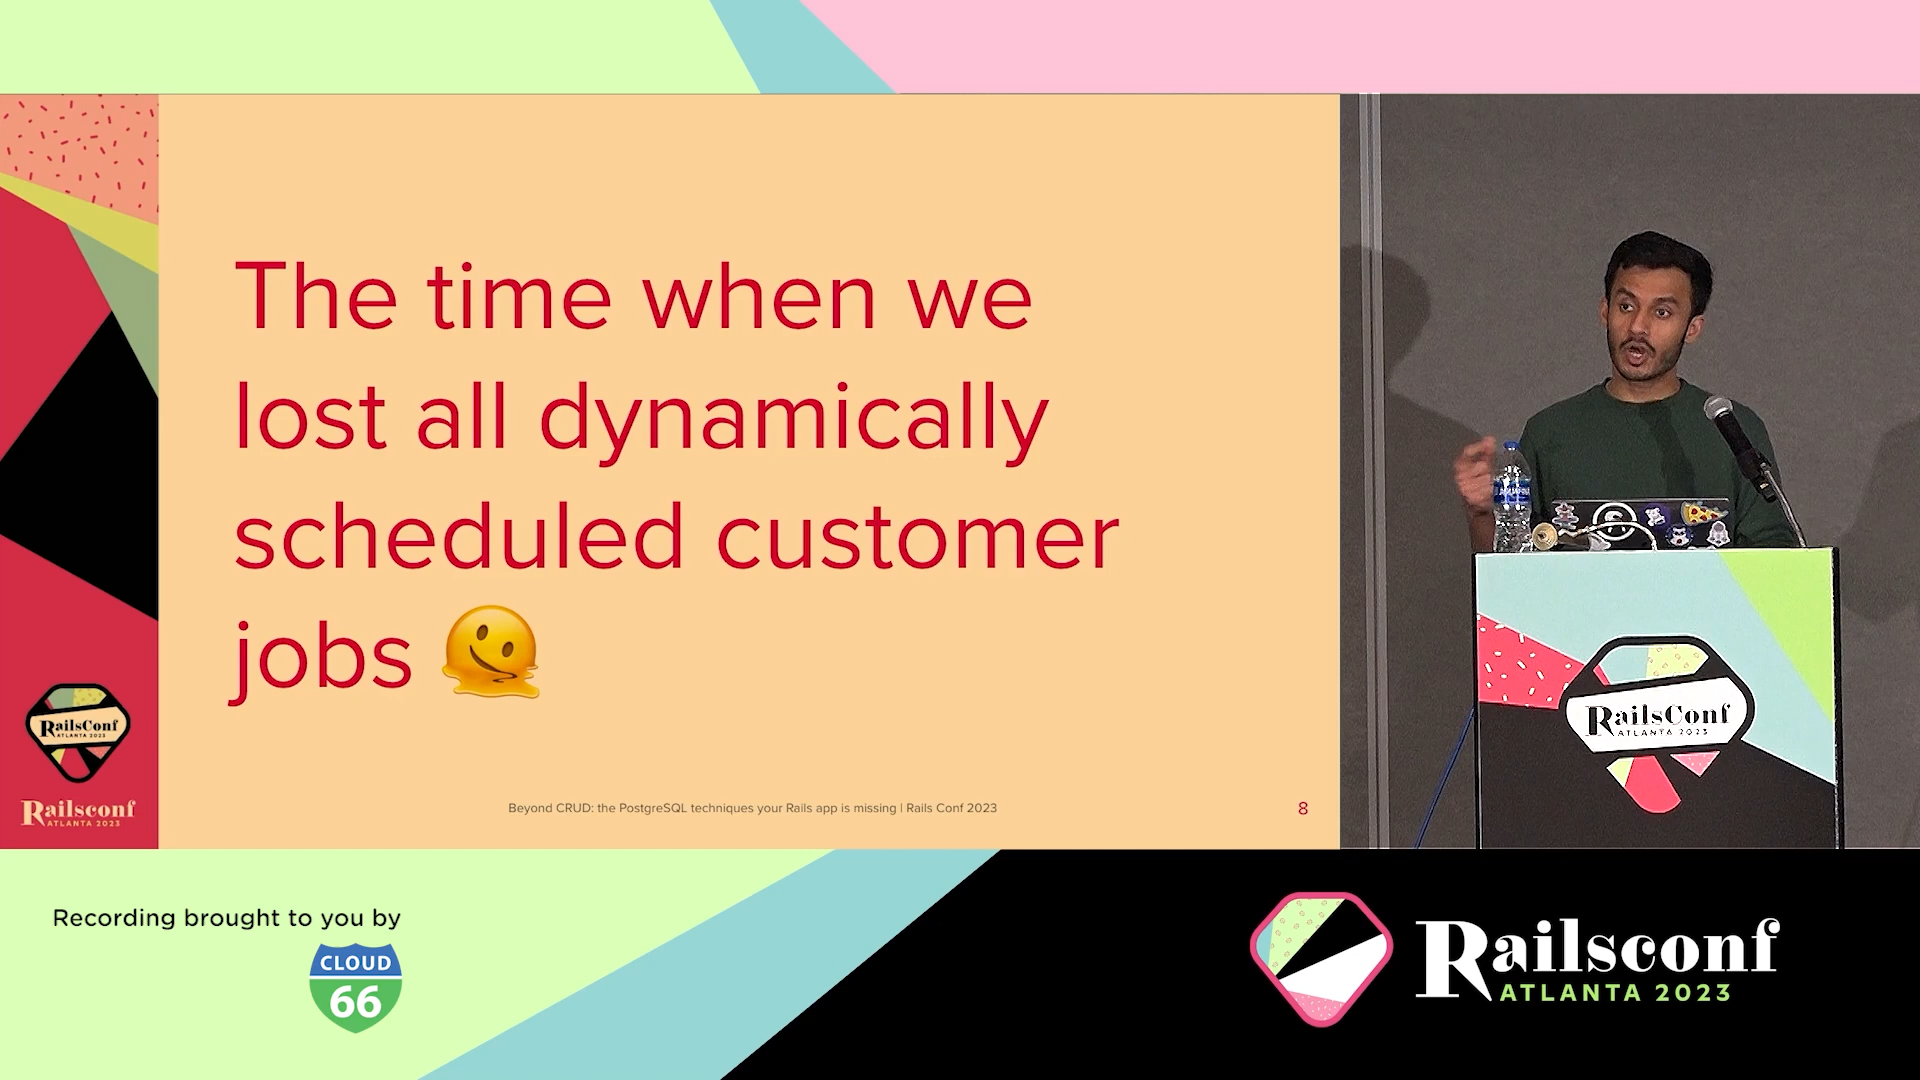 The time when we
lost all dynamically
scheduled customer
jobs
Beyond CRUD: the PostgreSQL techniques your Rails app is missing | Rails Conf 2023
8
RailsConf
ATLANTA 2023
Railsconf
ATLANTA 2023
RailsConf
ATLANTA 2023
Recording brought to you by
CLOUD
66
Railsconf
ATLANTA 2023